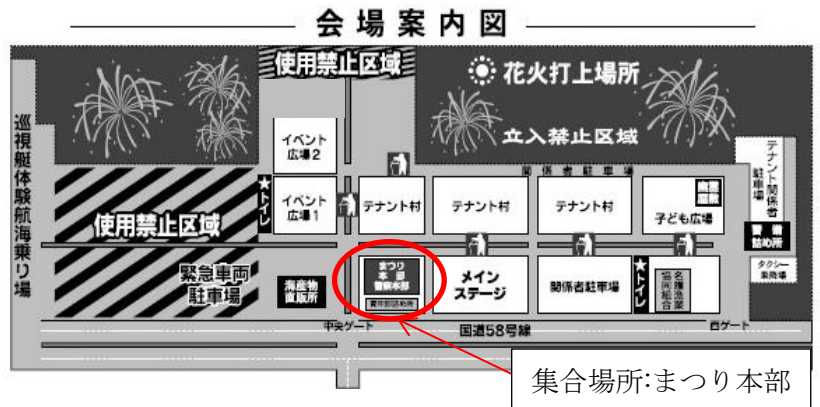 会場案内図
使用禁止区域
花火打上場所
立入禁止区域
巡視艇体験航海乗り場
イベント
広場2
関係者駐車場
テナント関係者
駐車場
イベント
広場1
★トイレ
テナント村
テナント村
テナント村
子ども広場
使用禁止区域
緊急車両
駐車場
海産物
直販所
まつり
本部
警察本部
メイン
ステージ
関係者駐車場
★トイレ
名護漁業
協同組合
詰め所
タクシー
乗降場
中央ゲート
国道58号線
西ゲート
集合場所:まつり本部